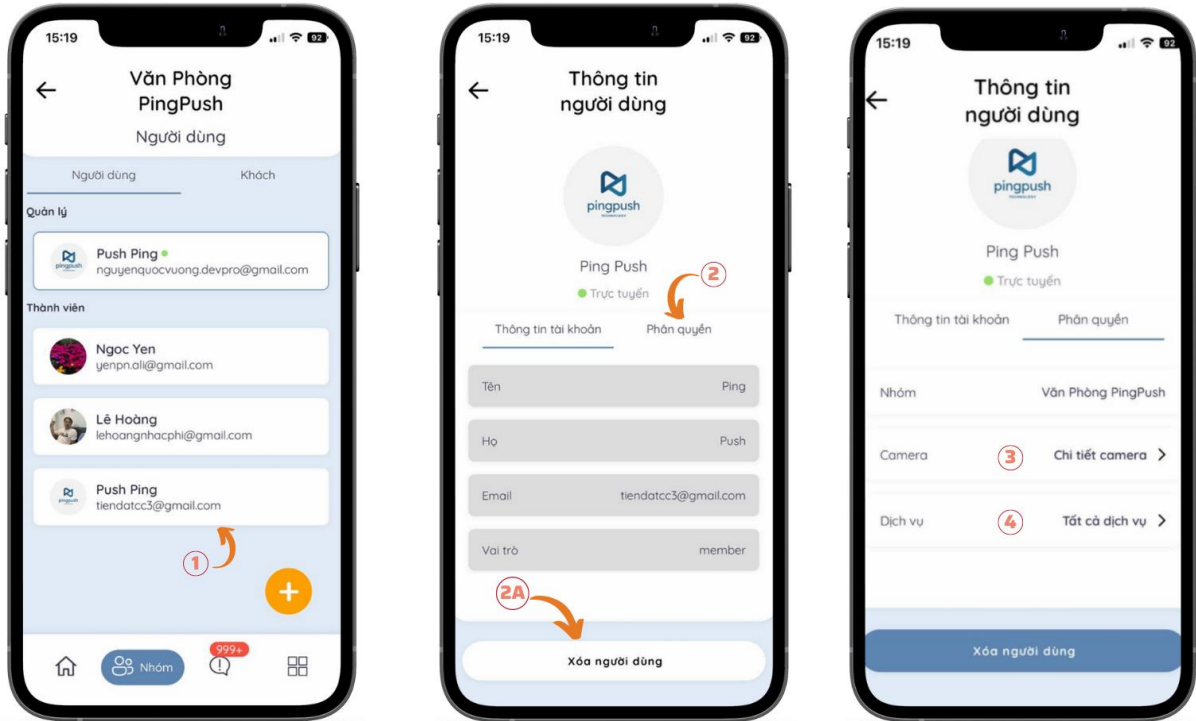 15:19
92
Văn Phòng
PingPush
Người dùng
Người dùng
Khách
Quản lý
pingpush
Push Ping
nguyenquocvuong.devpro@gmail.com
Thành viên
Ngoc Yen
yenpn.ali@gmail.com
Lê Hoàng
lehoangnhacphi@gmail.com
pingpush
Push Ping
tiendatcc3@gmail.com
1
+
Nhóm
999+
15:19
92
Thông tin
người dùng
pingpush
TECHNOLOGY
Ping Push
Trực tuyến
2
Thông tin tài khoản
Phân quyền
Tên
Ping
Họ
Push
Email
tiendatcc3@gmail.com
Vai trò
member
2A
Xóa người dùng
15:19
92
Thông tin
người dùng
pingpush
TECHNOLOGY
Ping Push
Trực tuyến
Thông tin tài khoản
Phân quyền
Nhóm
Văn Phòng PingPush
Camera
3
Chi tiết camera
Dịch vụ
4
Tất cả dịch vụ
Xóa người dùng